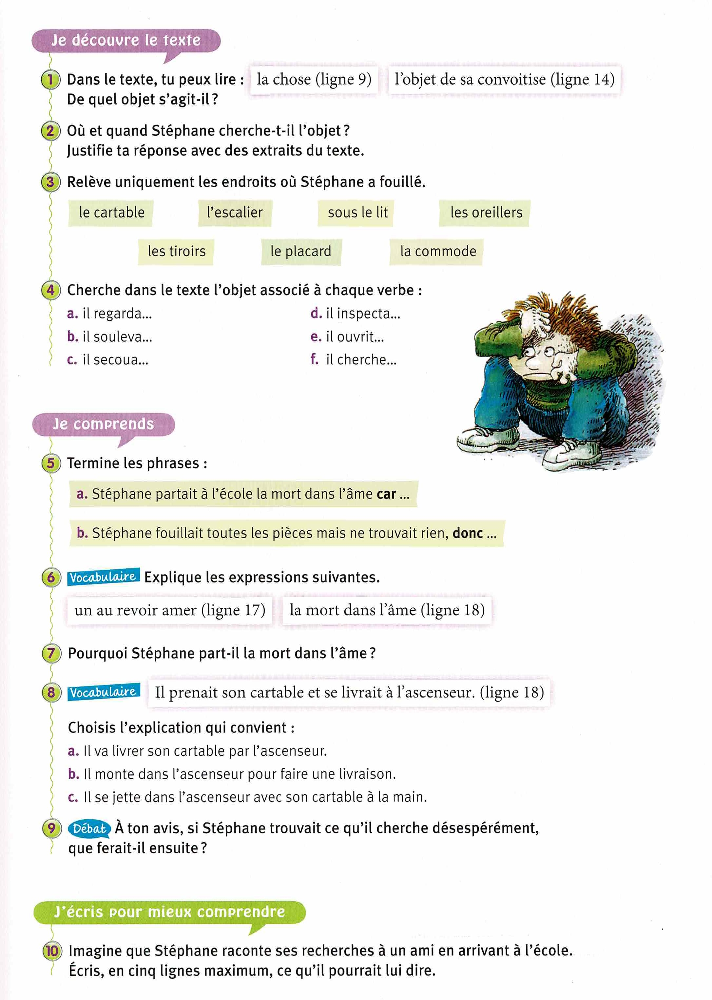 Je découvre le texte
1 Dans le texte, tu peux lire : la chose (ligne 9) l'objet de sa convoitise (ligne 14)
De quel objet s'agit-il ?
2 Où et quand Stéphane cherche-t-il l'objet ?
Justifie ta réponse avec des extraits du texte.
3 Relève uniquement les endroits où Stéphane a fouillé.
le cartable l'escalier sous le lit les oreillers
les tiroirs le placard la commode
4 Cherche dans le texte l'objet associé à chaque verbe :
a. il regarda... d. il inspecta...
b. il souleva... e. il ouvrit...
c. il secoua... f. il cherche...
Je comprends
5 Termine les phrases :
a. Stéphane partait à l'école la mort dans l'âme car ...
b. Stéphane fouillait toutes les pièces mais ne trouvait rien, donc ...
6 Vocabulaire Explique les expressions suivantes.
un au revoir amer (ligne 17) la mort dans l'âme (ligne 18)
7 Pourquoi Stéphane part-il la mort dans l'âme ?
8 Vocabulaire Il prenait son cartable et se livrait à l'ascenseur. (ligne 18)
Choisis l'explication qui convient :
a. Il va livrer son cartable par l'ascenseur.
b. Il monte dans l'ascenseur pour faire une livraison.
c. Il se jette dans l'ascenseur avec son cartable à la main.
9 Débat À ton avis, si Stéphane trouvait ce qu'il cherche désespérément,
que ferait-il ensuite ?
J'écris pour mieux comprendre
10 Imagine que Stéphane raconte ses recherches à un ami en arrivant à l'école.
Écris, en cinq lignes maximum, ce qu'il pourrait lui dire.